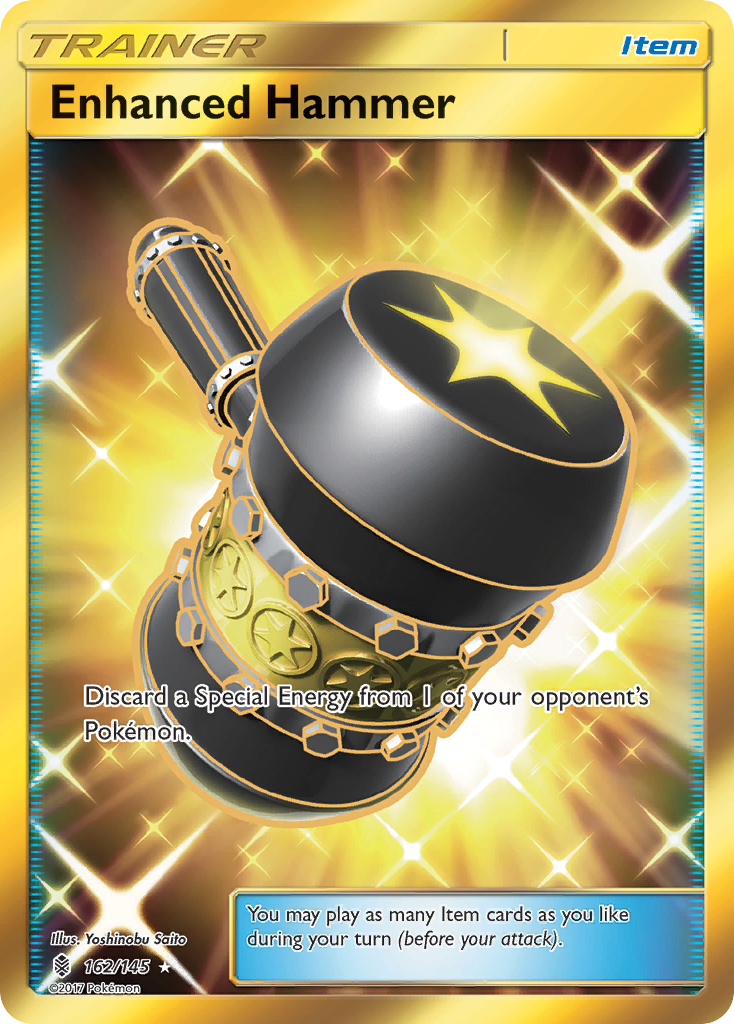 TRAINER
Item
Enhanced Hammer
Discard a Special Energy from 1 of your opponent's
Pokémon.
You may play as many Item cards as you like
during your turn (before your attack).
Illus. Yoshinobu Saito
162/145 ★
©2017 Pokémon